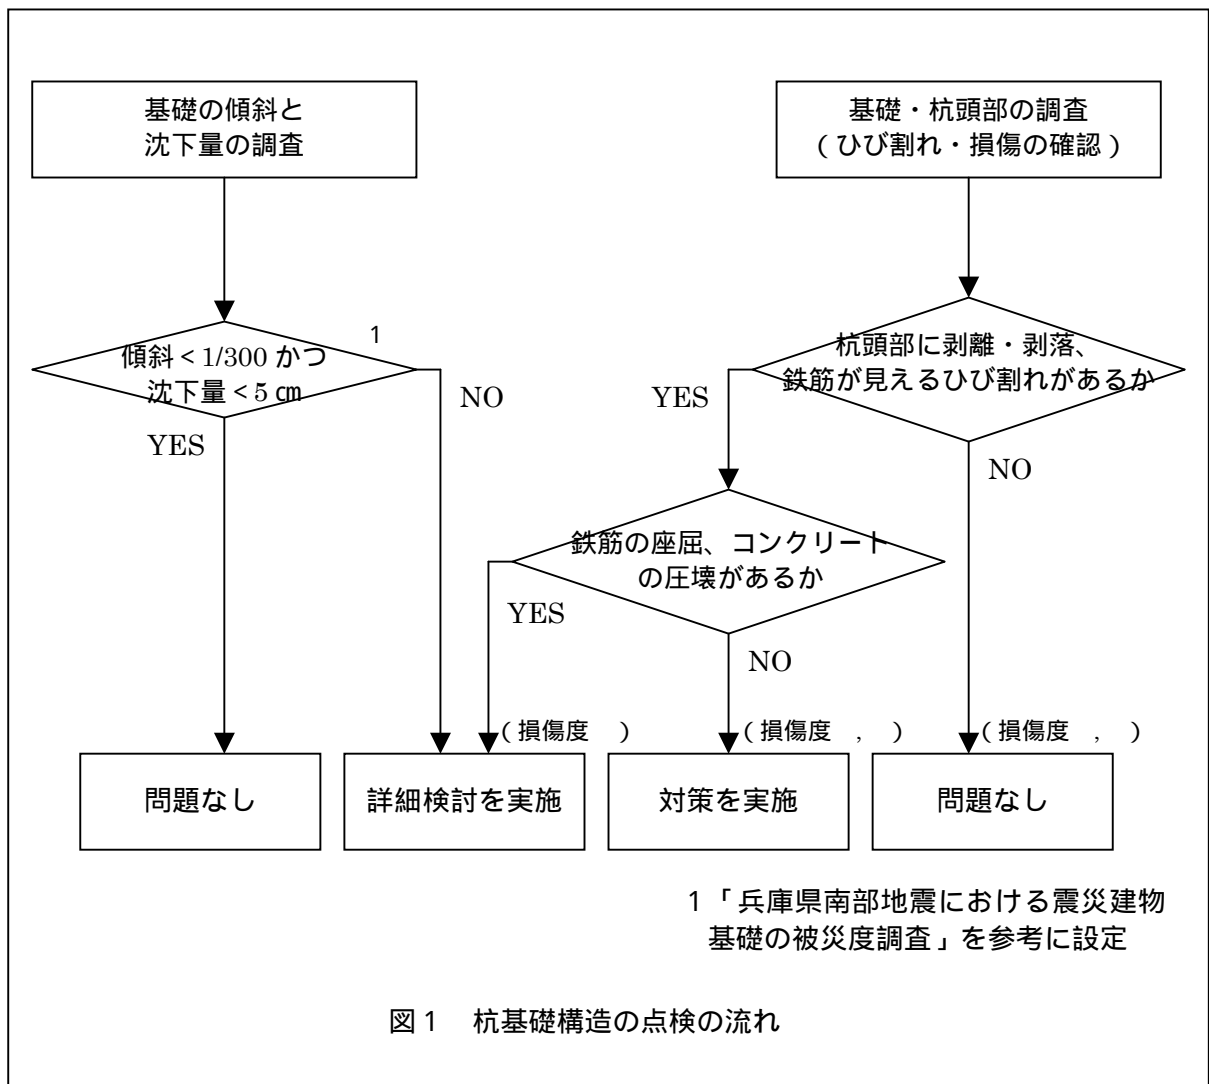 基礎の傾斜と
沈下量の調査
基礎・杭頭部の調査
(ひび割れ・損傷の確認)
1
傾斜<1/300 かつ
沈下量<5㎝
杭頭部に剥離・剥落、
鉄筋が見えるひび割れがあるか
NO
YES
YES
NO
鉄筋の座屈、コンクリート
の圧壊があるか
YES
NO
(損傷度　)
(損傷度　,　)
(損傷度　,　)
問題なし
詳細検討を実施
対策を実施
問題なし
1「兵庫県南部地震における震災建物
基礎の被災度調査」を参考に設定
図1　杭基礎構造の点検の流れ